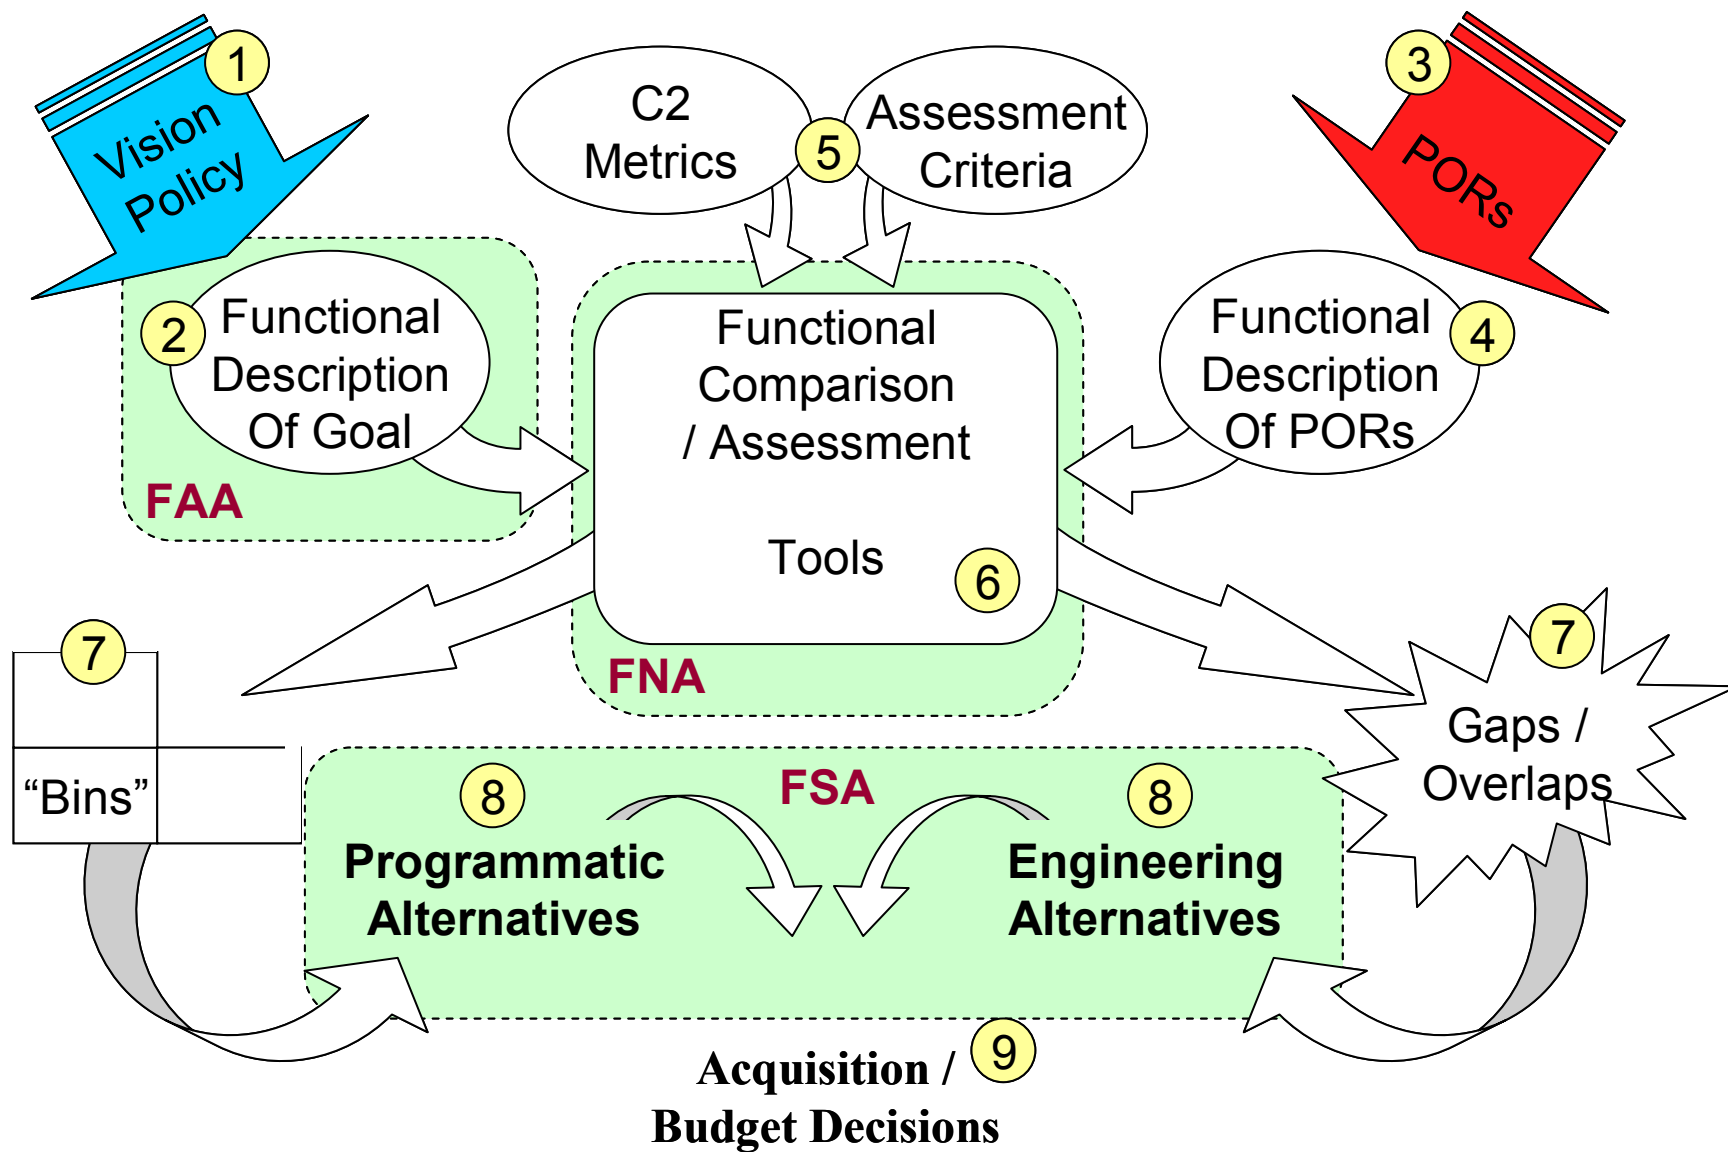 1
Vision
Policy
C2
Metrics
5
Assessment
Criteria
3
PORs
2
Functional
Description
Of Goal
FAA
Functional
Comparison
/ Assessment
Tools
6
FNA
4
Functional
Description
Of PORs
7
“Bins”
7
Gaps /
Overlaps
FSA
8
Programmatic
Alternatives
8
Engineering
Alternatives
9
Acquisition /
Budget Decisions